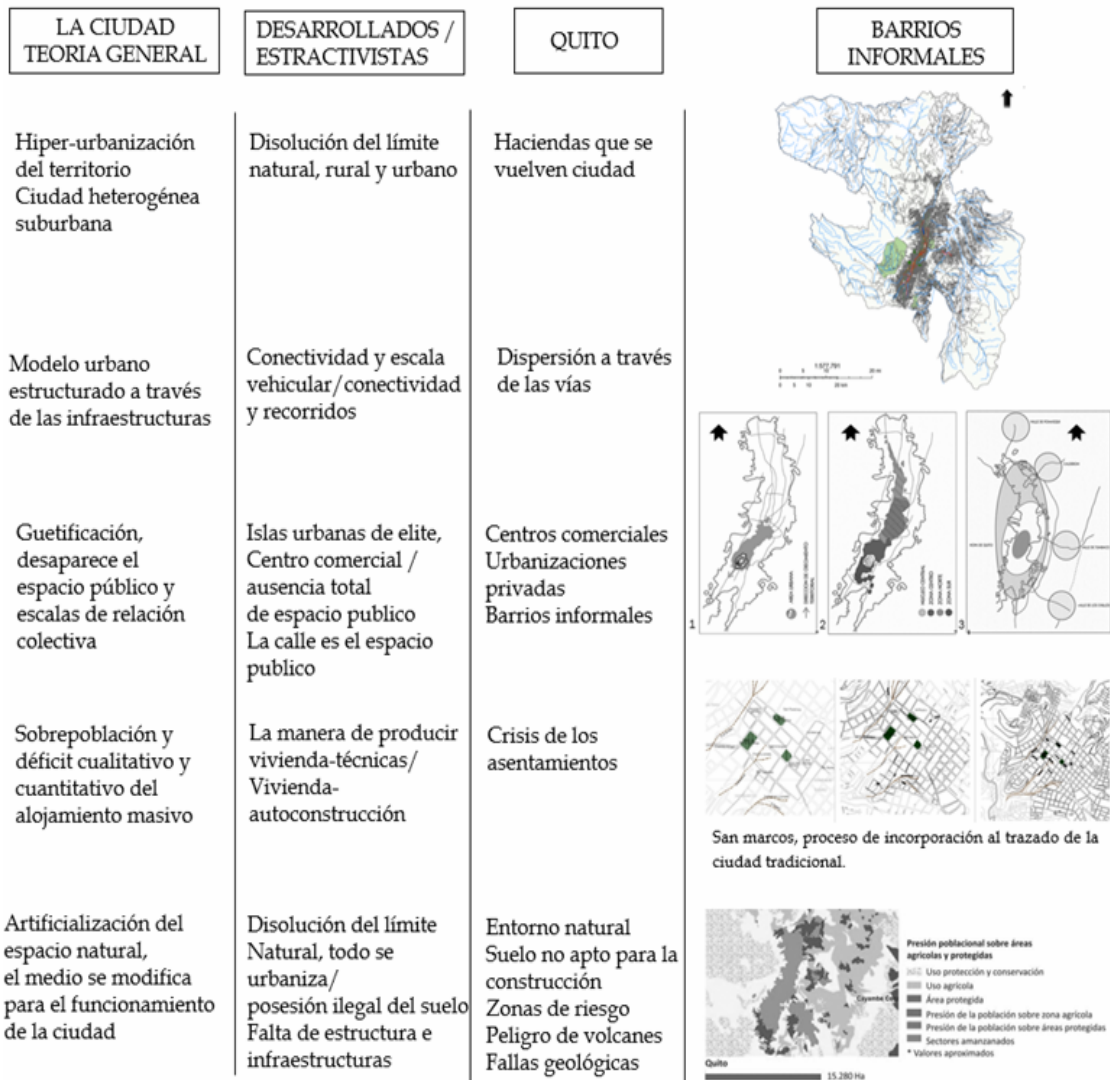 LA CIUDAD
TEORIA GENERAL
DESARROLLADOS /
ESTRACTIVISTAS
QUITO
BARRIOS
INFORMALES
Hiper-urbanización
del territorio
Ciudad heterogénea
suburbana
Disolución del límite
natural, rural y urbano
Haciendas que se
vuelven ciudad
Modelo urbano
estructurado a través
de las infraestructuras
Conectividad y escala
vehicular/conectividad
y recorridos
Dispersión a través
de las vías
Guetificación,
desaparece el
espacio público y
escalas de relación
colectiva
Islas urbanas de elite,
Centro comercial /
ausencia total
de espacio publico
La calle es el espacio
publico
Centros comerciales
Urbanizaciones
privadas
Barrios informales
1
2
3
Sobrepoblación y
déficit cualitativo y
cuantitativo del
alojamiento masivo
La manera de producir
vivienda-técnicas/
Vivienda-
autoconstrucción
Crisis de los
asentamientos
San marcos, proceso de incorporación al trazado de la
ciudad tradicional.
Artificialización del
espacio natural,
el medio se modifica
para el funcionamiento
de la ciudad
Disolución del límite
Natural, todo se
urbaniza/
posesión ilegal del suelo
Falta de estructura e
infraestructuras
Entorno natural
Suelo no apto para la
construcción
Zonas de riesgo
Peligro de volcanes
Fallas geológicas
Presión poblacional sobre áreas
agrícolas y protegidas
Uso protección y conservación
Uso agrícola
Área protegida
Presión de la población sobre zona agrícola
Presión de la población sobre áreas protegidas
Sectores amanzanados
* Valores aproximados
Quito
15.280 Ha